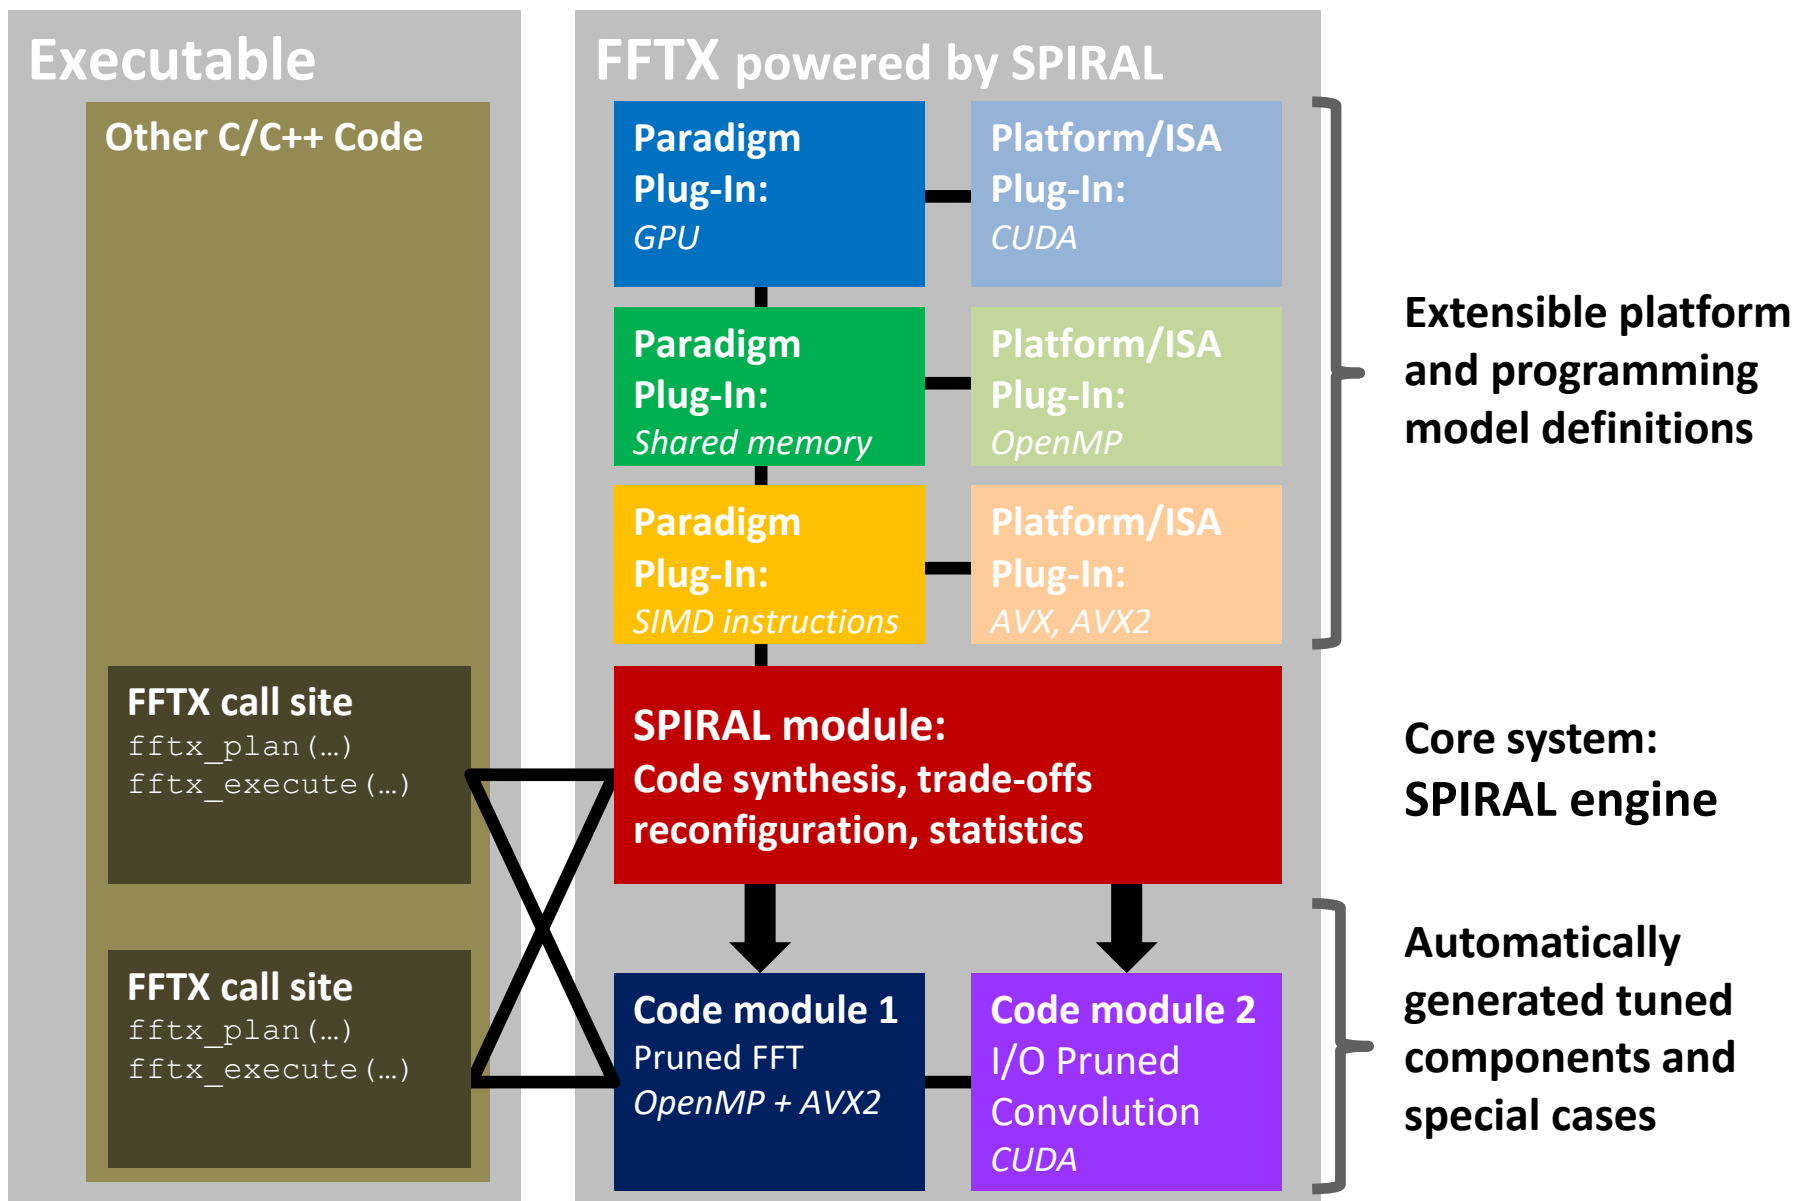 Executable
Other C/C++ Code
FFTX call site
fftx_plan(…)
fftx_execute(…)
FFTX call site
fftx_plan(…)
fftx_execute(…)
FFTX powered by SPIRAL
Paradigm
Plug-In:
GPU
Platform/ISA
Plug-In:
CUDA
Paradigm
Plug-In:
Shared memory
Platform/ISA
Plug-In:
OpenMP
Paradigm
Plug-In:
SIMD instructions
Platform/ISA
Plug-In:
AVX, AVX2
SPIRAL module:
Code synthesis, trade-offs
reconfiguration, statistics
Code module 1
Pruned FFT
OpenMP + AVX2
Code module 2
I/O Pruned
Convolution
CUDA
Extensible platform
and programming
model definitions
Core system:
SPIRAL engine
Automatically
generated tuned
components and
special cases